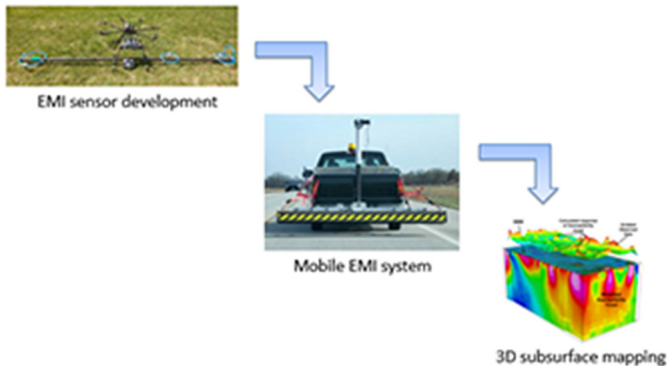 EMI sensor development
Mobile EMI system
3D subsurface mapping